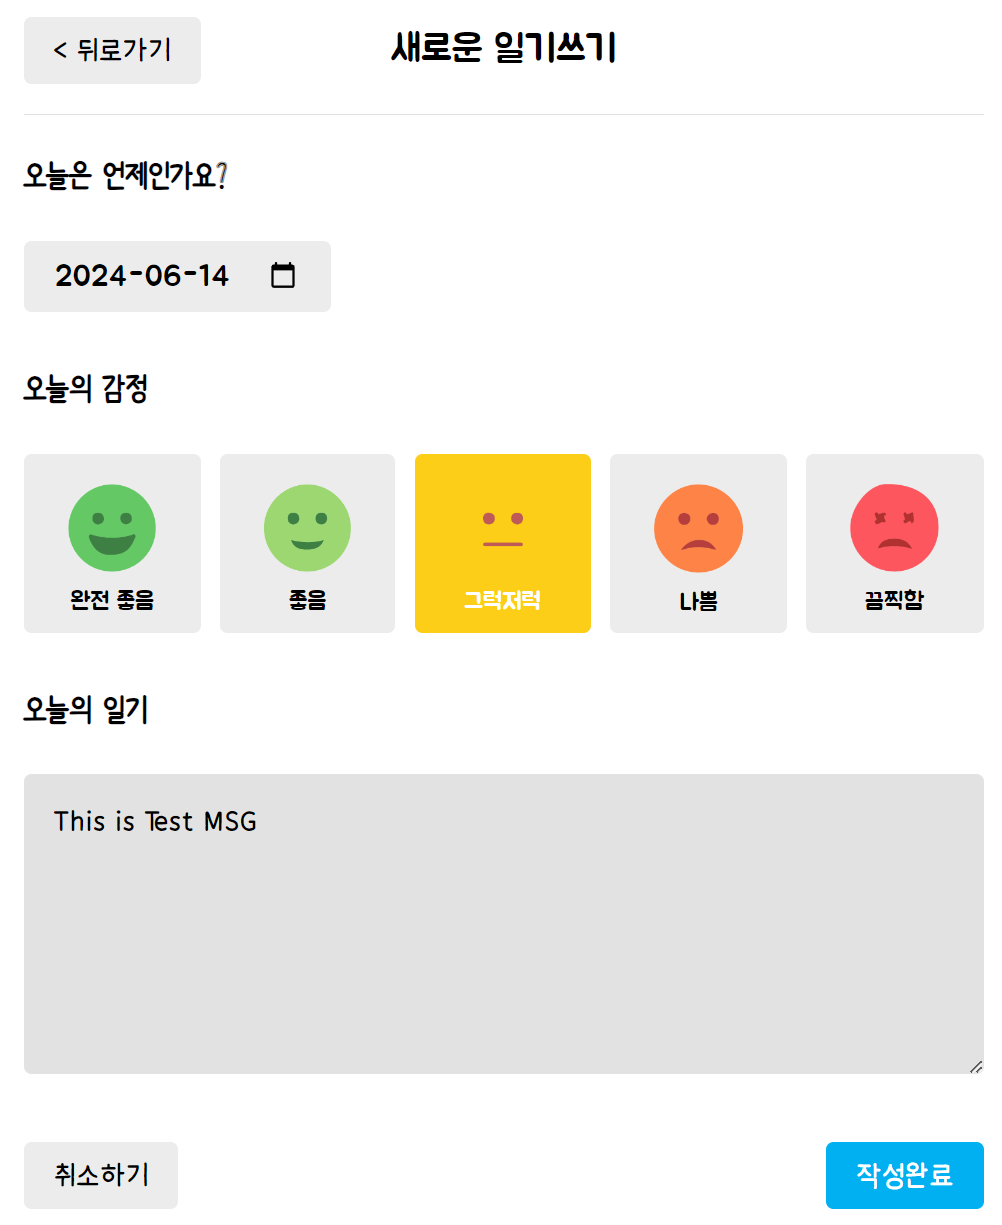 < 뒤로가기
새로운 일기쓰기
오늘은 언제인가요?
2024-06-14
오늘의 감정
완전 좋음
좋음
그럭저럭
나쁨
끔찍함
오늘의 일기
This is Test MSG
취소하기
작성완료